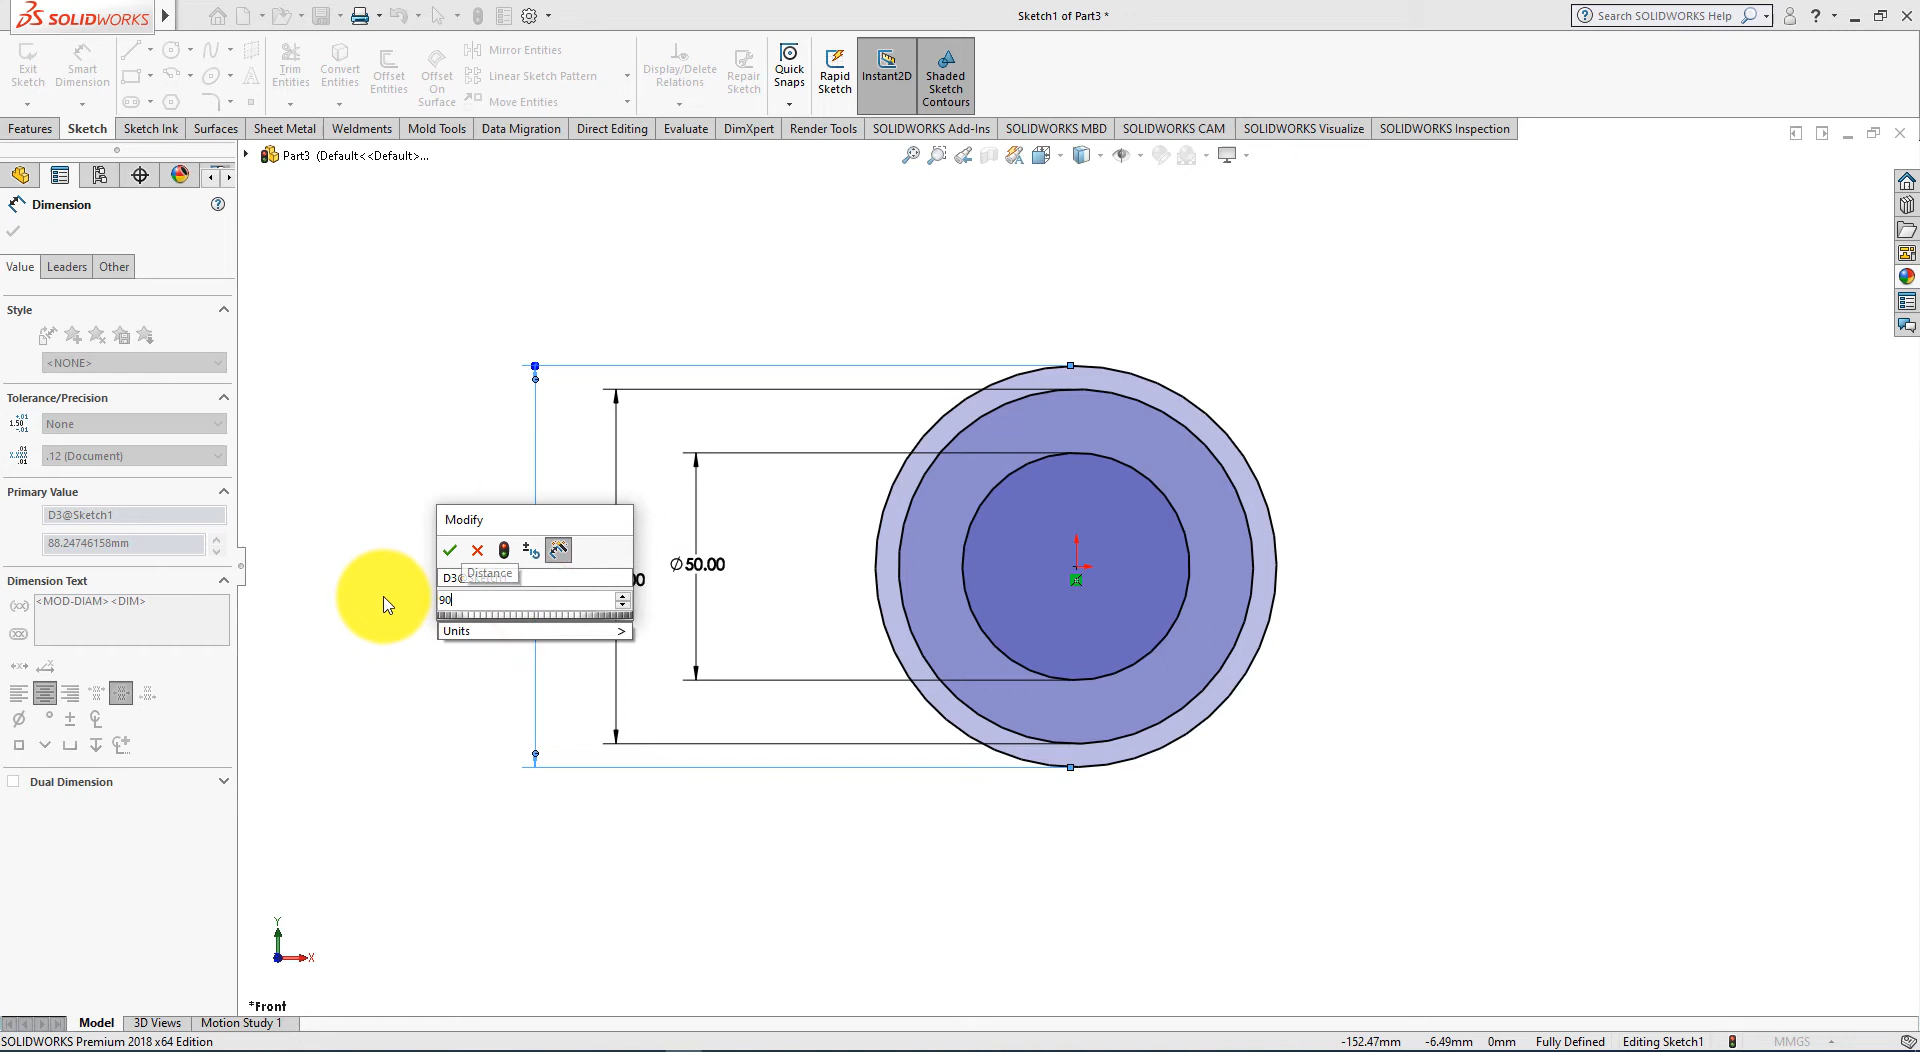 SOLIDWORKS
Sketch1 of Part3 *
Search SOLIDWORKS Help
Exit Sketch
Smart Dimension
Trim Entities
Convert Entities
Offset Entities
Offset On Surface
Mirror Entities
Linear Sketch Pattern
Move Entities
Display/Delete Relations
Repair Sketch
Quick Snaps
Rapid Sketch
Instant2D
Shaded Sketch Contours
Features
Sketch
Sketch Ink
Surfaces
Sheet Metal
Weldments
Mold Tools
Data Migration
Direct Editing
Evaluate
DimXpert
Render Tools
SOLIDWORKS Add-Ins
SOLIDWORKS MBD
SOLIDWORKS CAM
SOLIDWORKS Visualize
SOLIDWORKS Inspection
Part3 (Default<<Default>...
Dimension
Value
Leaders
Other
Style
<NONE>
Tolerance/Precision
None
.12 (Document)
Primary Value
D3@Sketch1
88.24746158mm
Dimension Text
<MOD-DIAM><DIM>
Dual Dimension
Modify
D3@
Distance
90
Units >
00
∅50.00
Y
X
*Front
Model
3D Views
Motion Study 1
SOLIDWORKS Premium 2018 x64 Edition
-152.47mm
-6.49mm
0mm
Fully Defined
Editing Sketch1
MMGS